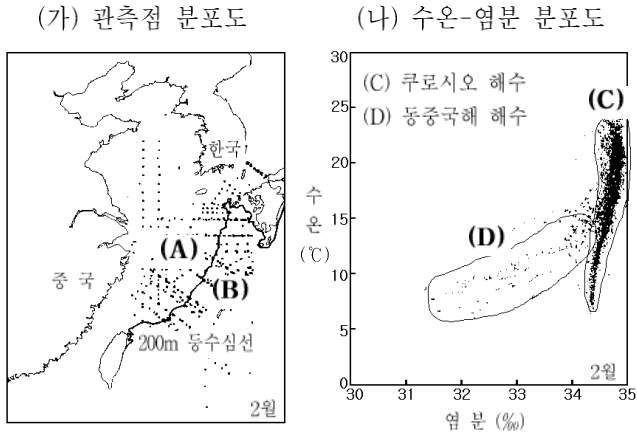 (가) 관측점 분포도
한국
(A)
(B)
중 국
200m 등수심선
2월
(나) 수온-염분 분포도
30
(C) 쿠로시오 해수
(C)
25
(D) 동중국해 해수
20
수
온
(℃)
15
(D)
10
5
2월
0
30 31 32 33 34 35
염 분 (‰)